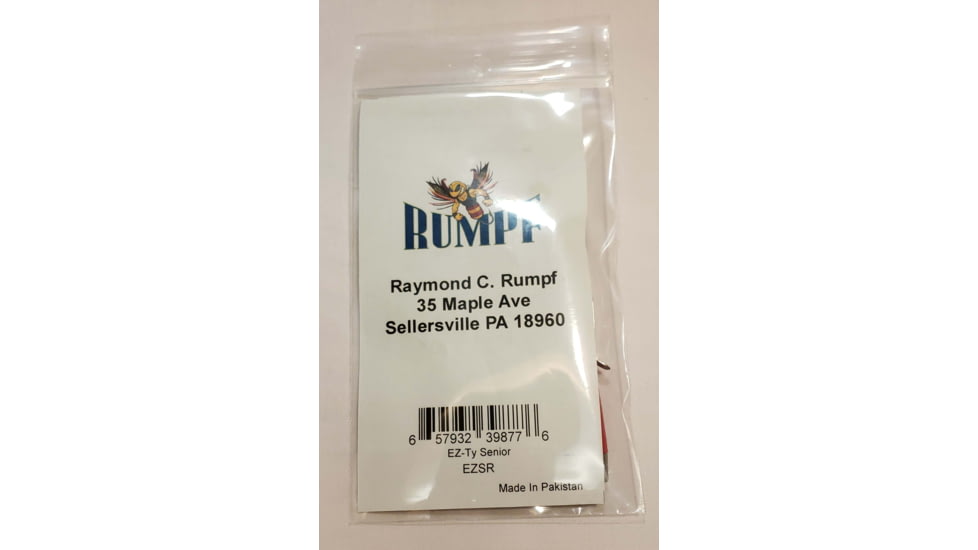 RUMPF
Raymond C. Rumpf
35 Maple Ave
Sellersville PA 18960
6 57932 39877 6
EZ-Ty Senior
EZSR
Made In Pakistan